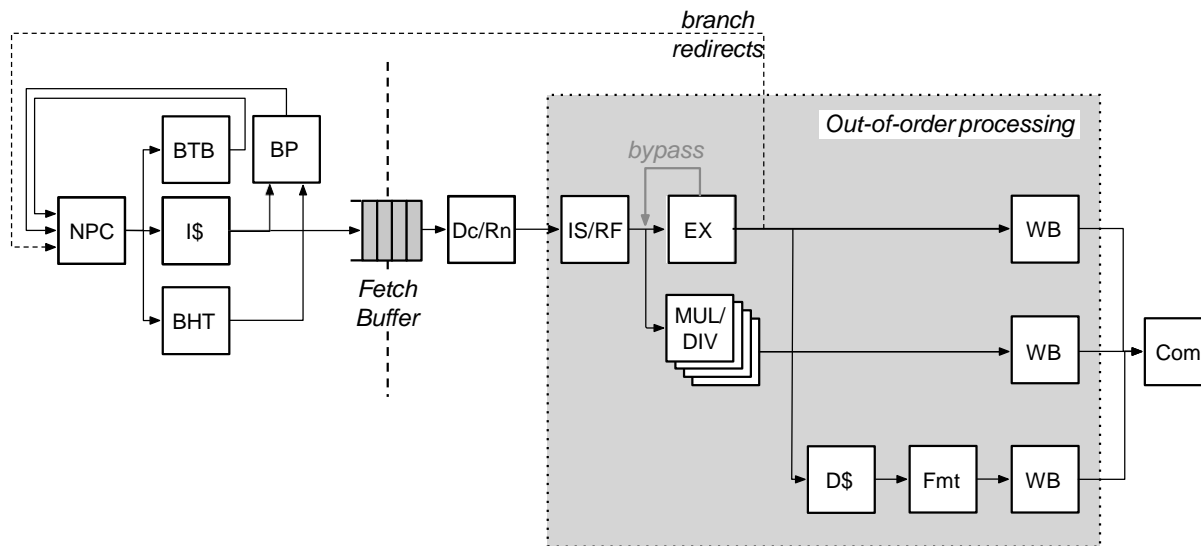 branch
redirects
Out-of-order processing
bypass
BTB
BP
NPC
I$
Dc/Rn
IS/RF
EX
WB
Fetch
Buffer
BHT
MUL/
DIV
WB
Com
D$
Fmt
WB